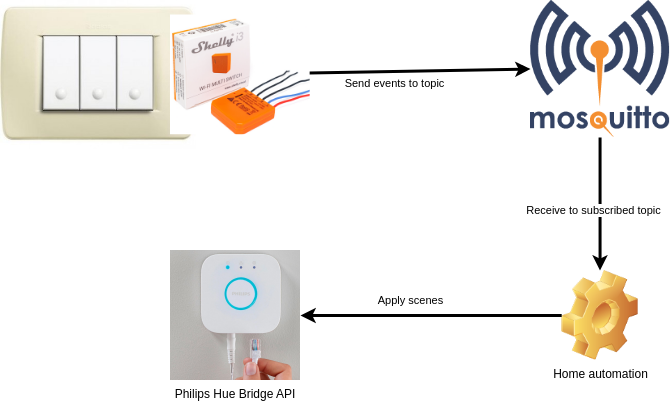 Shelly i3
WI-FI MULTI SWITCH
Send events to topic
mosquitto
Receive to subscribed topic
Apply scenes
Home automation
Philips Hue Bridge API